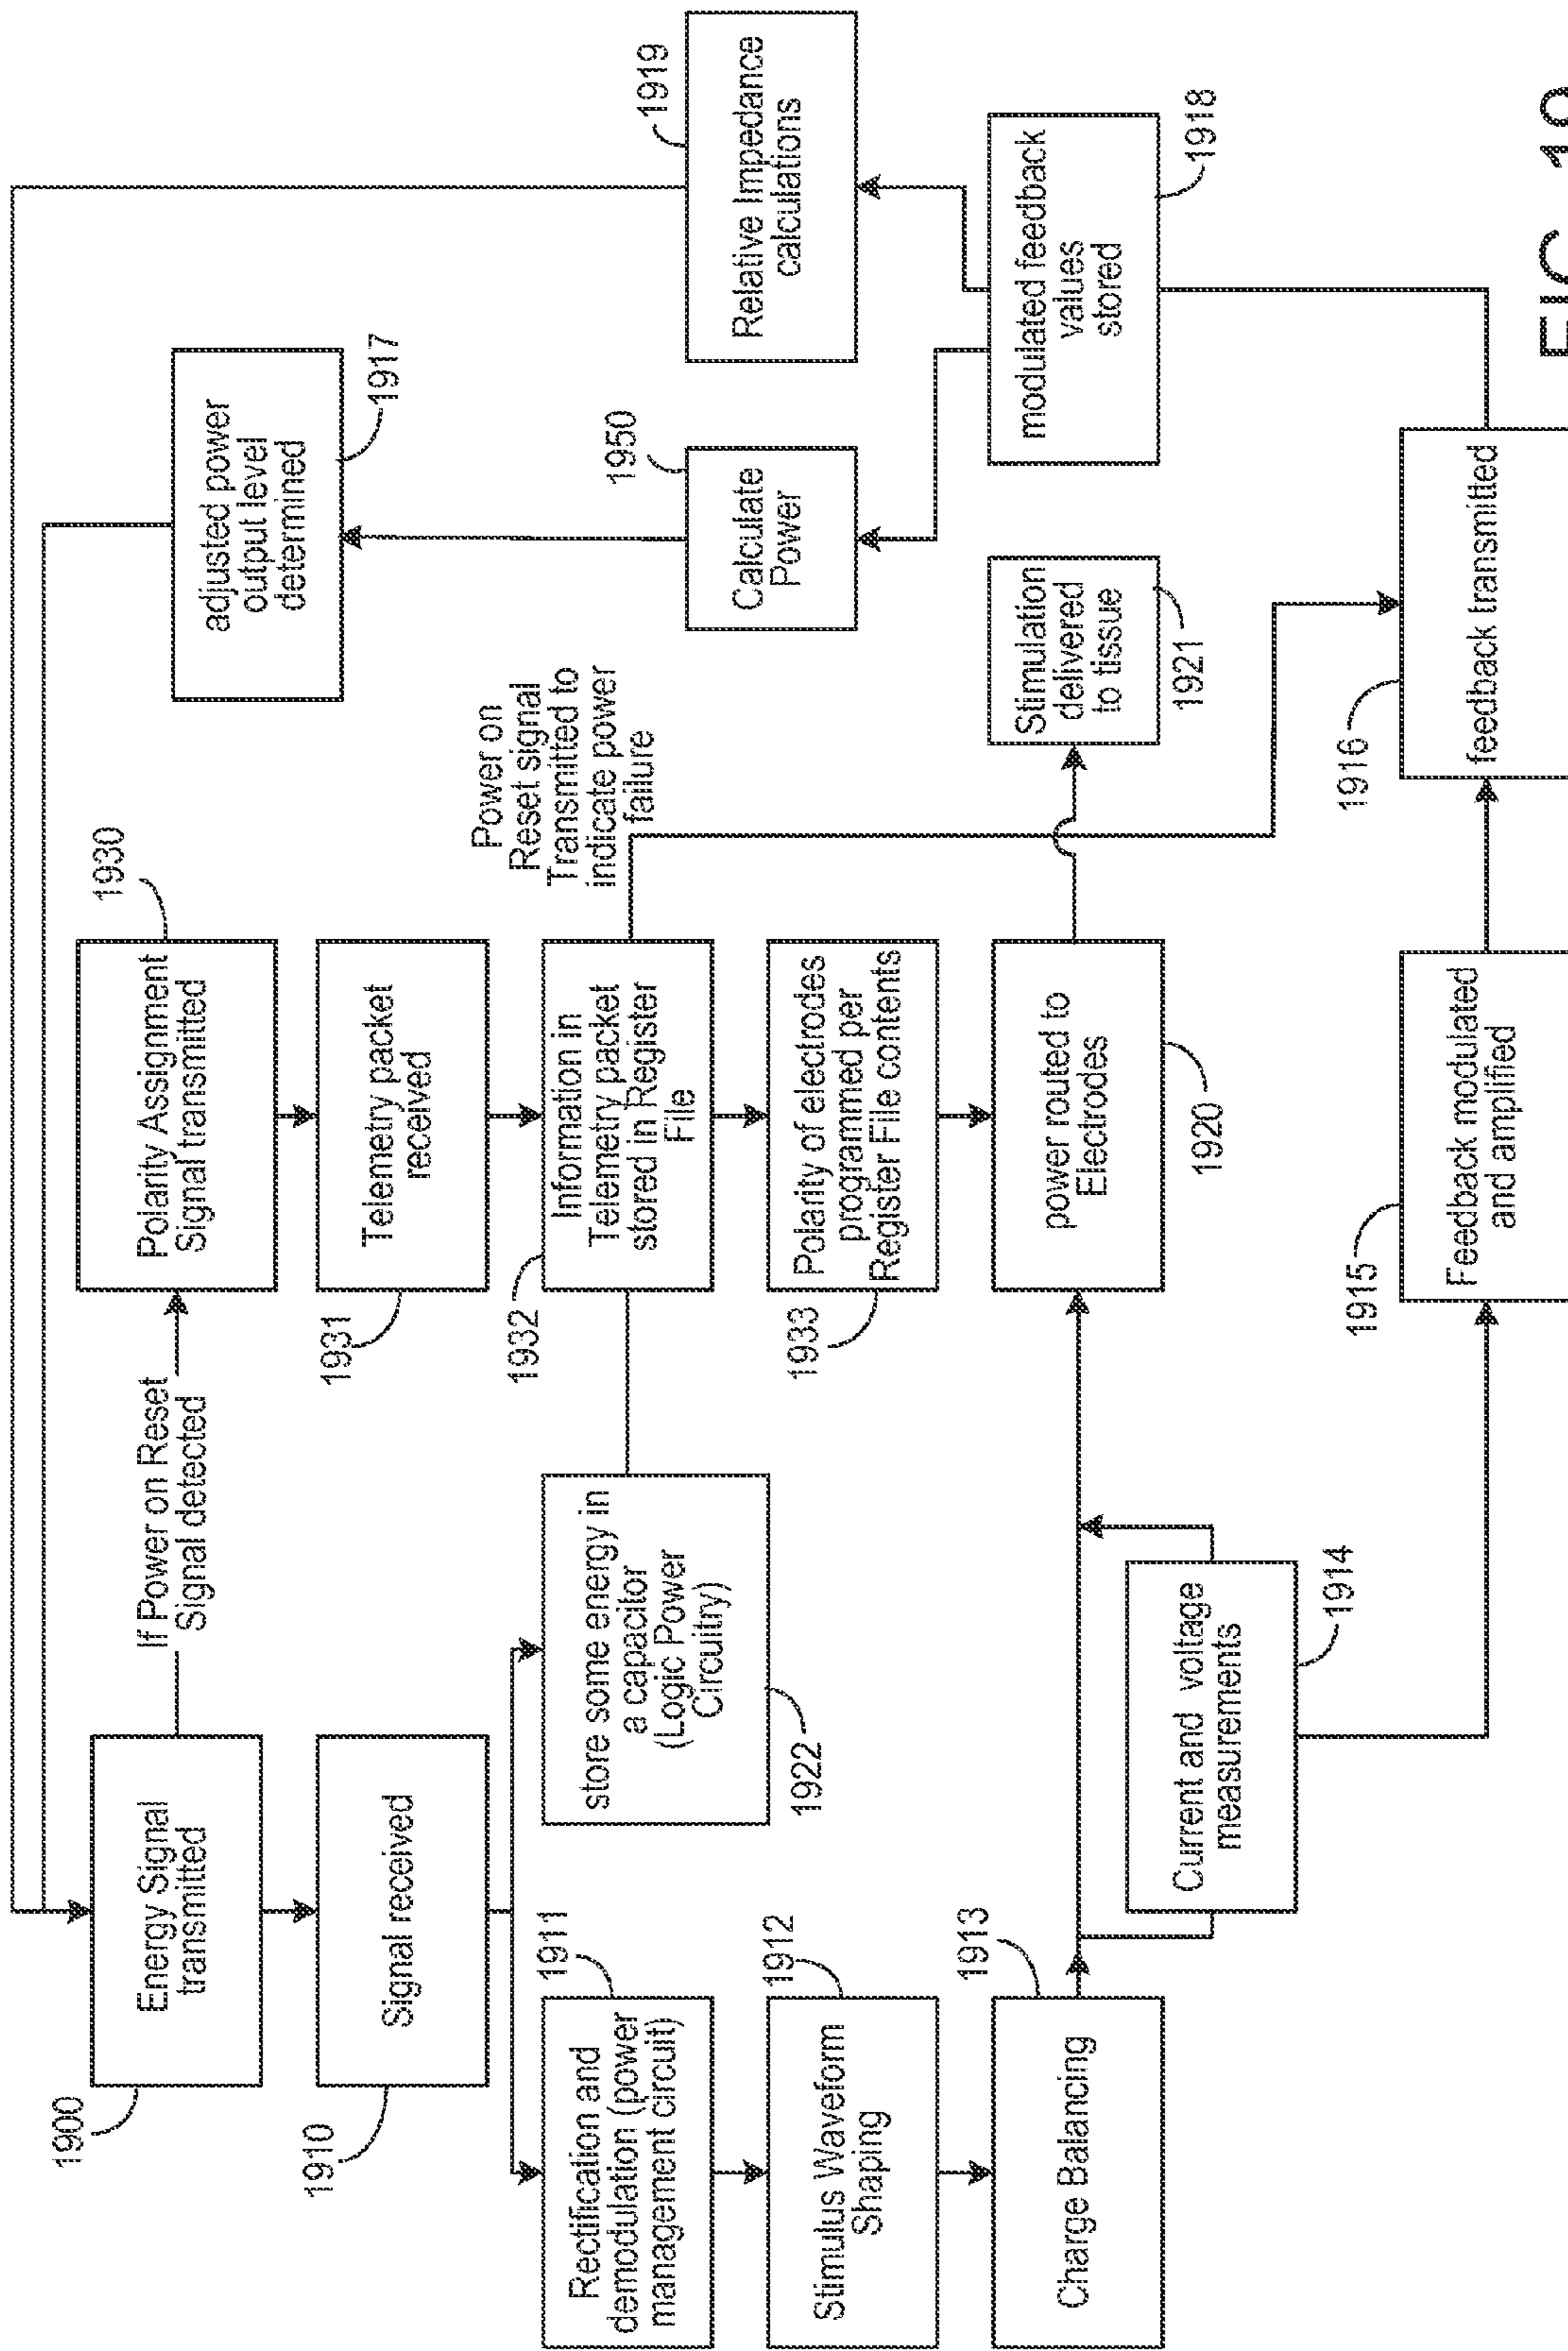 1900
Energy Signal
transmitted
If Power on Reset
Signal detected
Polarity Assignment
Signal transmitted
1930
adjusted power
output level
determined
1917
1910
Signal received
1931
Telemetry packet
received
Power on
Reset signal
Transmitted to
indicate power
failure
1911
Rectification and
demodulation (power
management circuit)
store some energy in
a capacitor
(Logic Power
Circuitry)
1922
1932
Information in
Telemetry packet
stored in Register
File
1950
Calculate
Power
1919
Relative Impedance
calculations
1912
Stimulus Waveform
Shaping
1933
Polarity of electrodes
programmed per
Register File contents
1913
Charge Balancing
power routed to
Electrodes
1920
Stimulation
delivered
to tissue
1921
modulated feedback
values
stored
1918
Current and voltage
measurements
1914
1915
Feedback modulated
and amplified
1916
feedback transmitted